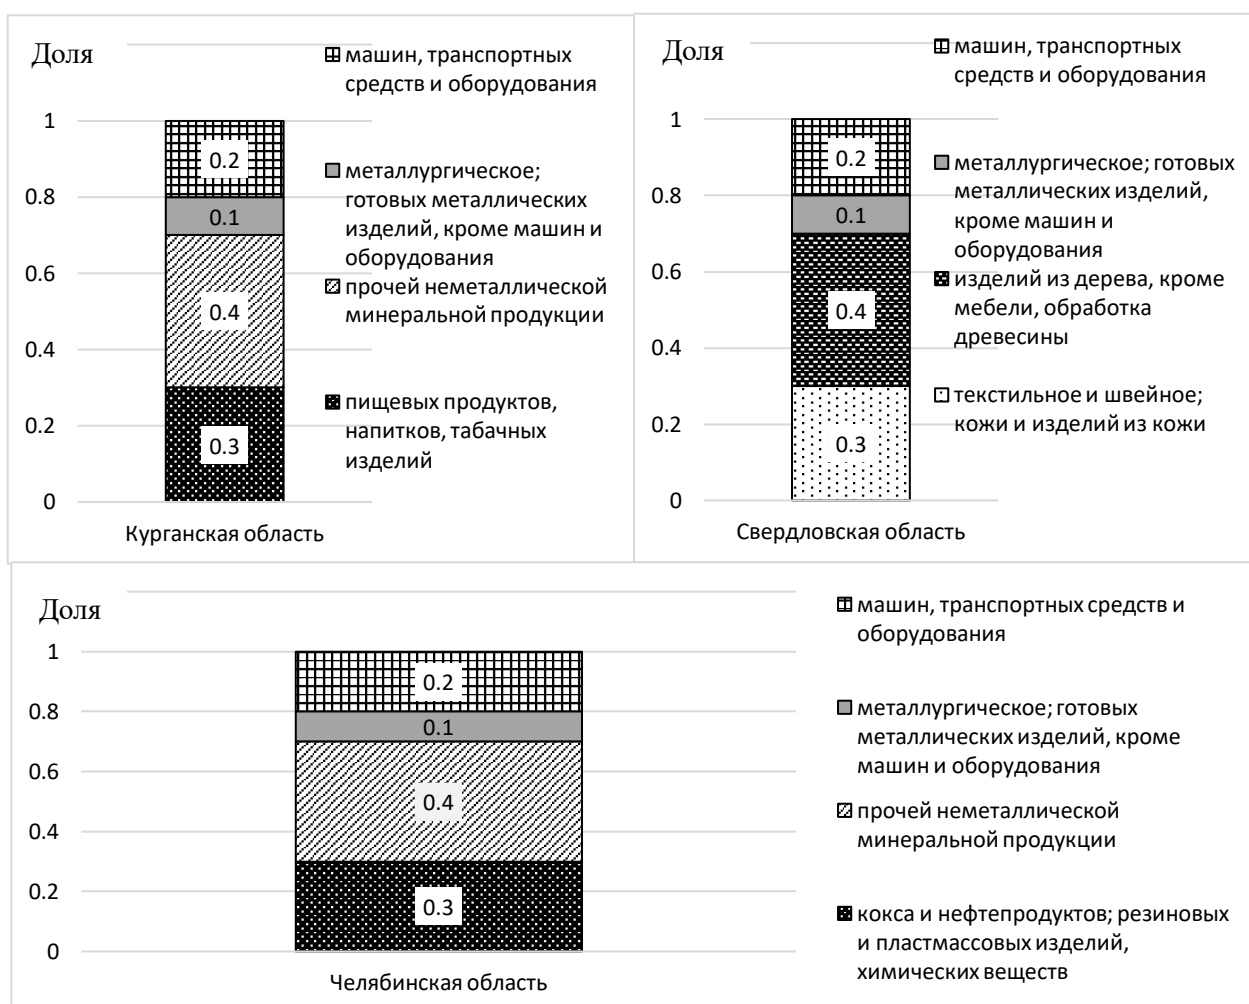 Доля
1
0.8
0.6
0.4
0.2
0
0.2
0.1
0.4
0.3
Курганская область
машин, транспортных
средств и оборудования
металлургическое;
готовых металлических
изделий, кроме машин и
оборудования
прочей неметаллической
минеральной продукции
пищевых продуктов,
напитков, табачных
изделий
Доля
1
0.8
0.6
0.4
0.2
0
0.2
0.1
0.4
0.3
Свердловская область
машин, транспортных
средств и оборудования
металлургическое; готовых
металлических изделий,
кроме машин и
оборудования
изделий из дерева, кроме
мебели, обработка
древесины
текстильное и швейное;
кожи и изделий из кожи
Доля
1
0.8
0.6
0.4
0.2
0
0.2
0.1
0.4
0.3
Челябинская область
машин, транспортных средств и
оборудования
металлургическое; готовых
металлических изделий, кроме
машин и оборудования
прочей неметаллической
минеральной продукции
кокса и нефтепродуктов; резиновых
и пластмассовых изделий,
химических веществ